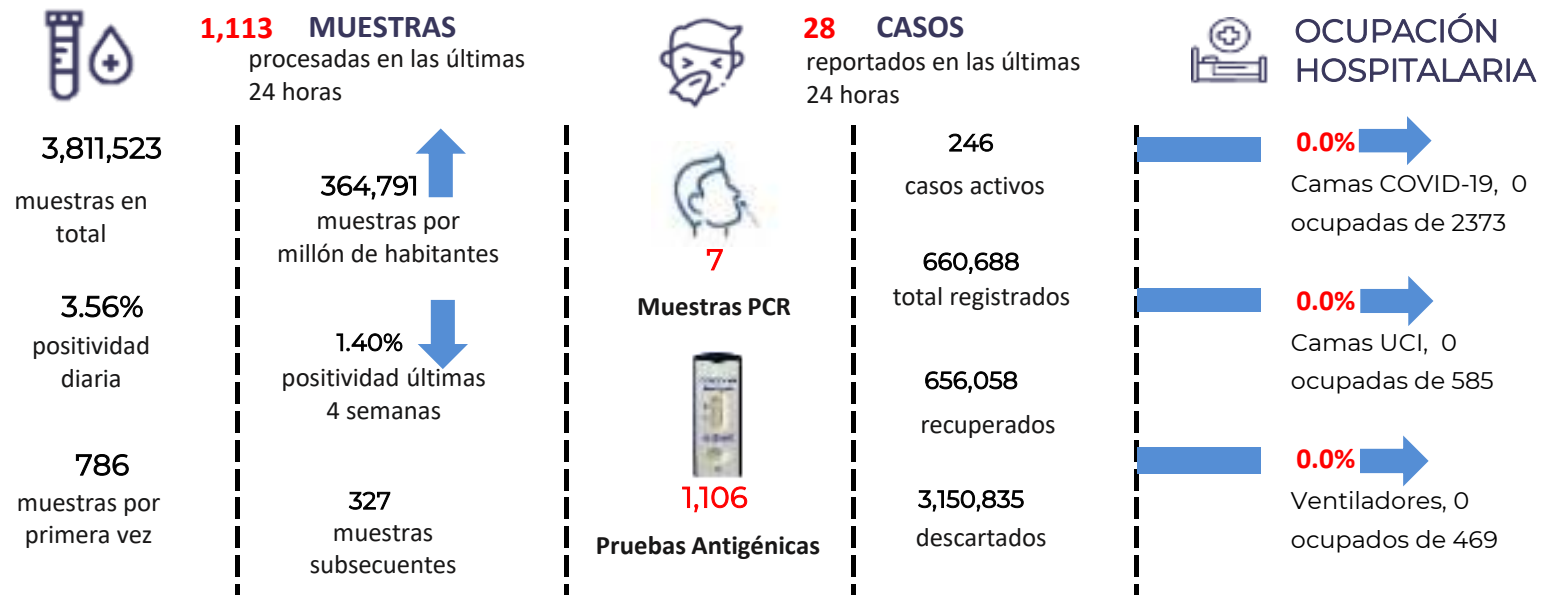 1,113 MUESTRAS
procesadas en las últimas
24 horas
3,811,523
muestras en
total
3.56%
positividad
diaria
786
muestras por
primera vez
364,791
muestras por
millón de habitantes
1.40%
positividad últimas
4 semanas
327
muestras
subsecuentes
28 CASOS
reportados en las últimas
24 horas
7
Muestras PCR
1,106
Pruebas Antigénicas
246
casos activos
660,688
total registrados
656,058
recuperados
3,150,835
descartados
OCUPACIÓN
HOSPITALARIA
0.0%
Camas COVID-19, 0
ocupadas de 2373
0.0%
Camas UCI, 0
ocupadas de 585
0.0%
Ventiladores, 0
ocupados de 469